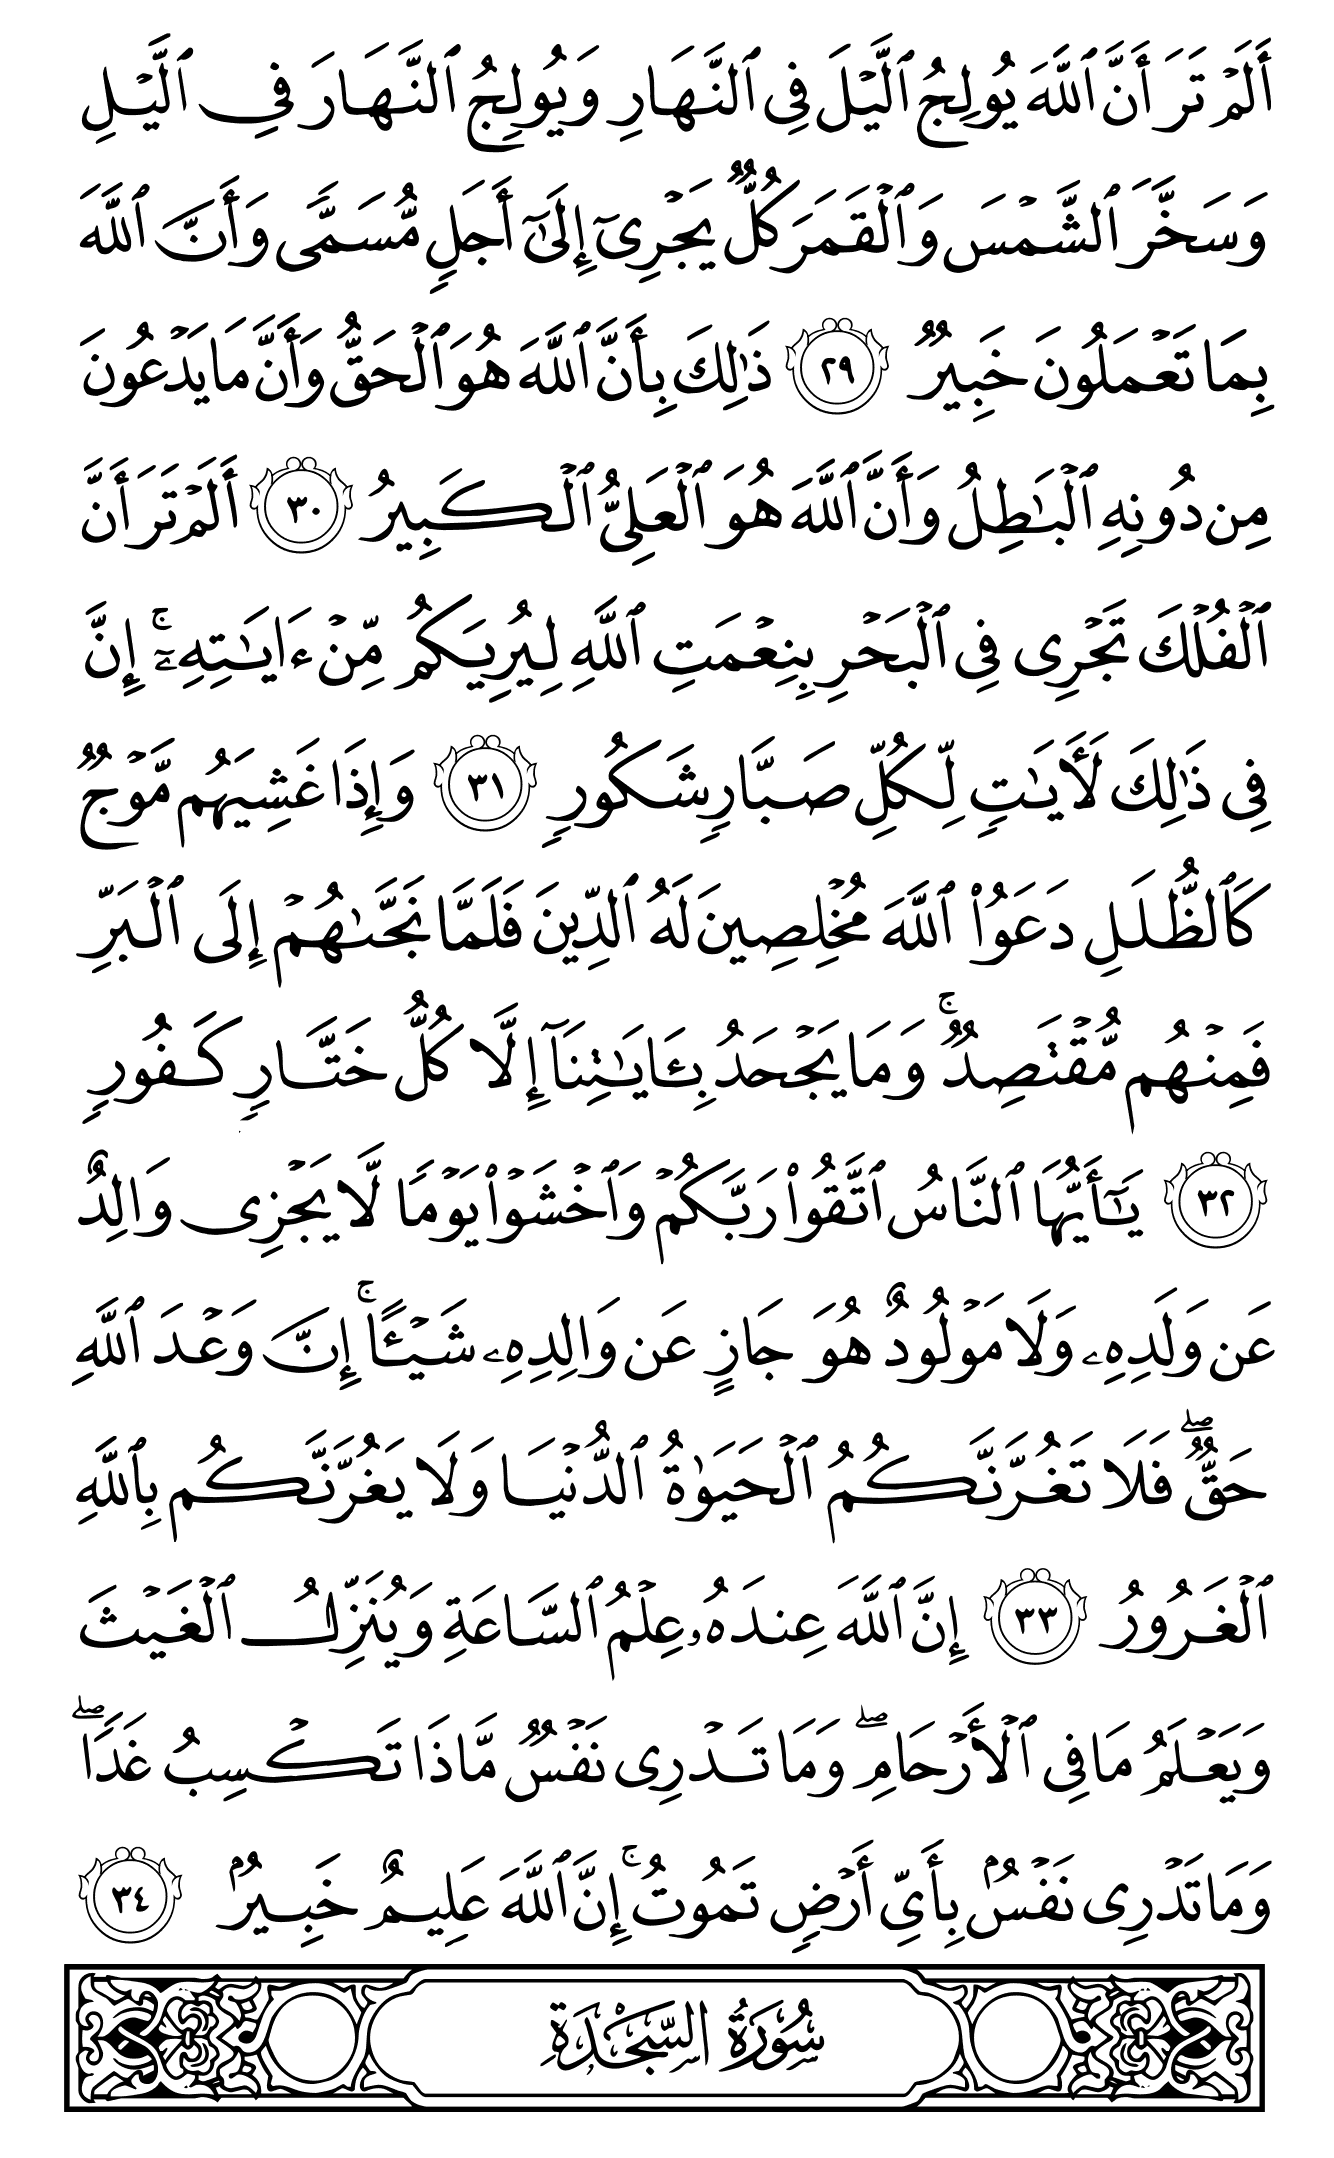 أَلَمۡ تَرَ أَنَّ ٱللَّهَ يُولِجُ ٱلَّيۡلَ فِى ٱلنَّهَارِ وَيُولِجُ ٱلنَّهَارَ فِى ٱلَّيۡلِ
وَسَخَّرَ ٱلشَّمۡسَ وَٱلۡقَمَرَ كُلٌّ يَجۡرِىٓ إِلَىٰٓ أَجَلٍ مُّسَمًّى وَأَنَّ ٱللَّهَ
بِمَا تَعۡمَلُونَ خَبِيرٌ ٢٩ ذَٰلِكَ بِأَنَّ ٱللَّهَ هُوَ ٱلۡحَقُّ وَأَنَّ مَا يَدۡعُونَ
مِن دُونِهِ ٱلۡبَٰطِلُ وَأَنَّ ٱللَّهَ هُوَ ٱلۡعَلِىُّ ٱلۡكَبِيرُ ٣٠ أَلَمۡ تَرَ أَنَّ
ٱلۡفُلۡكَ تَجۡرِى فِى ٱلۡبَحۡرِ بِنِعۡمَتِ ٱللَّهِ لِيُرِيَكُم مِّنۡ ءَايَٰتِهِۦٓۚ إِنَّ
فِى ذَٰلِكَ لَأَيَٰتٍ لِّكُلِّ صَبَّارٍ شَكُورٍ ٣١ وَإِذَا غَشِيَهُم مَّوۡجٌ
كَٱلظُّلَلِ دَعَوُاْ ٱللَّهَ مُخۡلِصِينَ لَهُ ٱلدِّينَ فَلَمَّا نَجَّىٰهُمۡ إِلَى ٱلۡبَرِّ
فَمِنۡهُم مُّقۡتَصِدٌۚ وَمَا يَجۡحَدُ بِـَٔايَٰتِنَآ إِلَّا كُلُّ خَتَّارٍ كَفُورٍ
٣٢ يَٰٓأَيُّهَا ٱلنَّاسُ ٱتَّقُواْ رَبَّكُمۡ وَٱخۡشَوۡاْ يَوۡمًا لَّا يَجۡزِى وَالِدٌ
عَن وَلَدِهِۦ وَلَا مَوۡلُودٌ هُوَ جَازٍ عَن وَالِدِهِۦ شَيۡـًٔاۚ إِنَّ وَعۡدَ ٱللَّهِ
حَقٌّۖ فَلَا تَغُرَّنَّكُمُ ٱلۡحَيَوٰةُ ٱلدُّنۡيَا وَلَا يَغُرَّنَّكُم بِٱللَّهِ
ٱلۡغَرُورُ ٣٣ إِنَّ ٱللَّهَ عِندَهُۥ عِلۡمُ ٱلسَّاعَةِ وَيُنَزِّلُ ٱلۡغَيۡثَ
وَيَعۡلَمُ مَا فِى ٱلۡأَرۡحَامِۖ وَمَا تَدۡرِى نَفۡسٌ مَّاذَا تَكۡسِبُ غَدًاۖ
وَمَا تَدۡرِى نَفۡسُۢ بِأَىِّ أَرۡضٍ تَمُوتُۚ إِنَّ ٱللَّهَ عَلِيمٌ خَبِيرُۢ ٣٤
سُورَةُ السَّجۡدَةِ